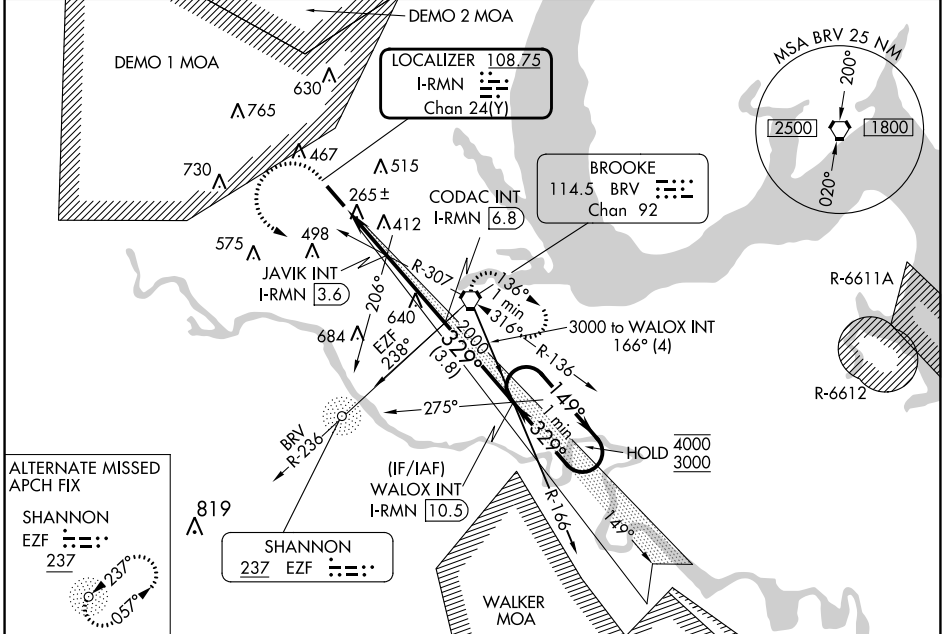 DEMO 2 MOA
DEMO 1 MOA
LOCALIZER 108.75
I-RMN
Chan 24(Y)
MSA BRV 25 NM
200°
2500
1800
020°
630
765
730
467
515
265±
412
498
575
CODAC INT
I-RMN 6.8
BROOKE
114.5 BRV
Chan 92
JAVIK INT
I-RMN 3.6
R-307
206°
136°
1 min
316°
R-136
R-6611A
R-6612
640
684
EZF
238°
2000
329°
(3.8)
3000 to WALOX INT
166° (4)
275°
149°
1 min
329°
HOLD 4000
3000
BRV
R-236
(IF/IAF)
WALOX INT
I-RMN 10.5
R-166
149°
ALTERNATE MISSED
APCH FIX
SHANNON
EZF
237
237°
057°
819
SHANNON
237 EZF
WALKER
MOA